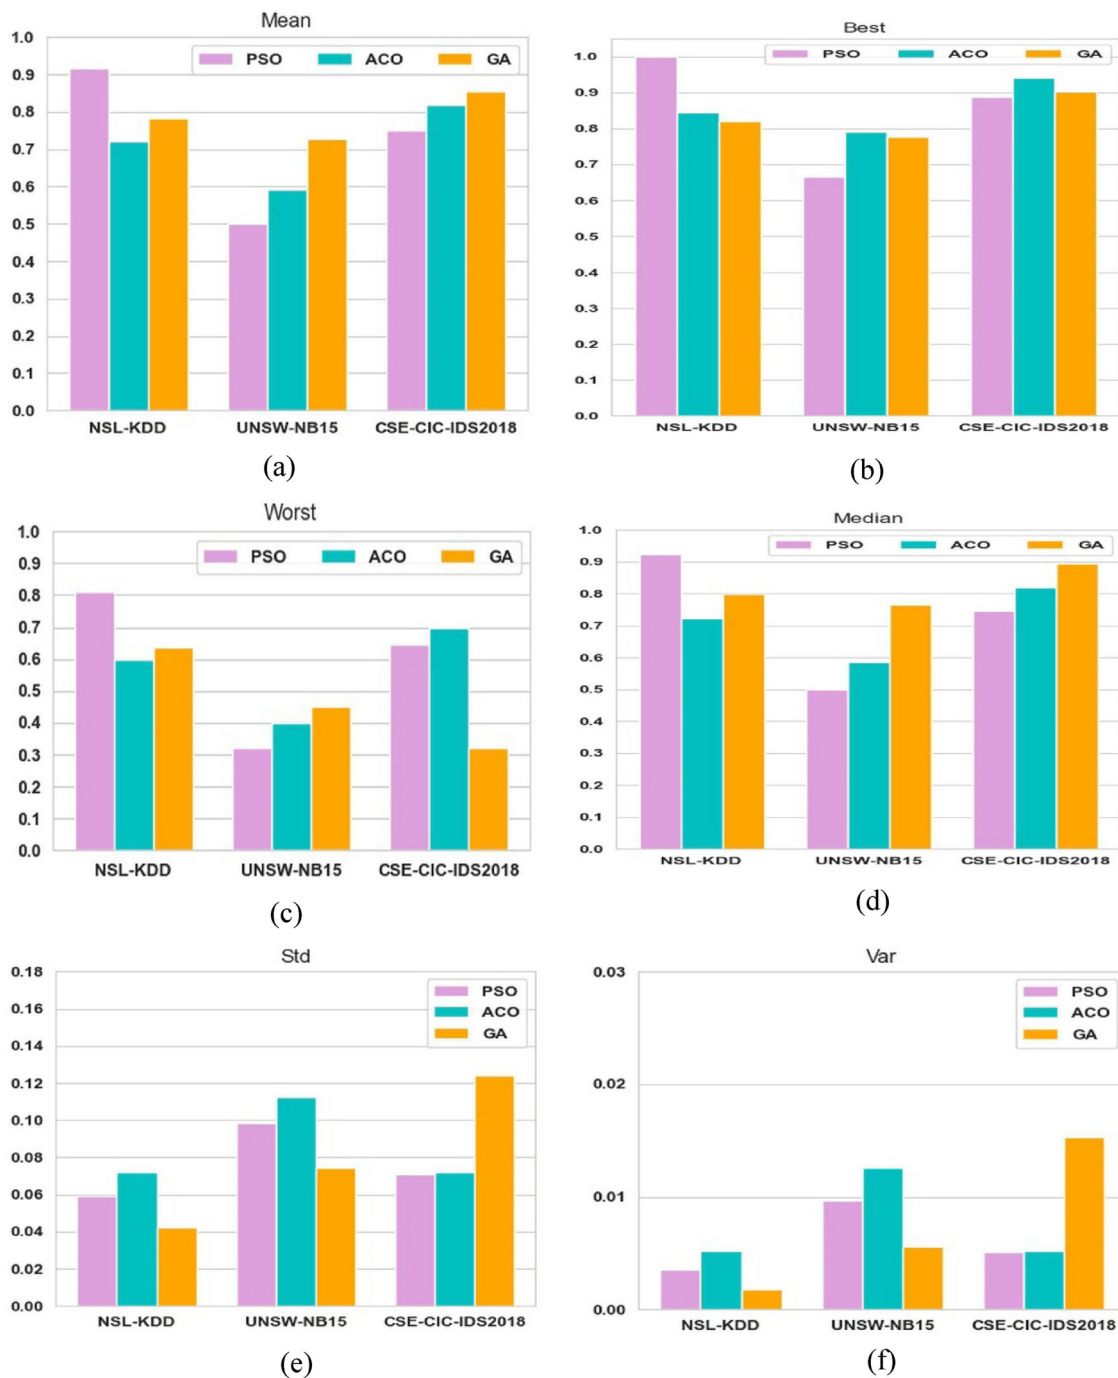 Mean
1.0
0.9
0.8
0.7
0.6
0.5
0.4
0.3
0.2
0.1
0.0
PSO ACO GA
NSL-KDD UNSW-NB15 CSE-CIC-IDS2018
(a)
Best
1.0
0.9
0.8
0.7
0.6
0.5
0.4
0.3
0.2
0.1
0.0
PSO ACO GA
NSL-KDD UNSW-NB15 CSE-CIC-IDS2018
(b)
Worst
1.0
0.9
0.8
0.7
0.6
0.5
0.4
0.3
0.2
0.1
0.0
PSO ACO GA
NSL-KDD UNSW-NB15 CSE-CIC-IDS2018
(c)
Median
1.0
0.9
0.8
0.7
0.6
0.5
0.4
0.3
0.2
0.1
0.0
PSO ACO GA
NSL-KDD UNSW-NB15 CSE-CIC-IDS2018
(d)
Std
0.18
0.16
0.14
0.12
0.10
0.08
0.06
0.04
0.02
0.00
PSO
ACO
GA
NSL-KDD UNSW-NB15 CSE-CIC-IDS2018
(e)
Var
0.03
0.02
0.01
0.00
PSO
ACO
GA
NSL-KDD UNSW-NB15 CSE-CIC-IDS2018
(f)